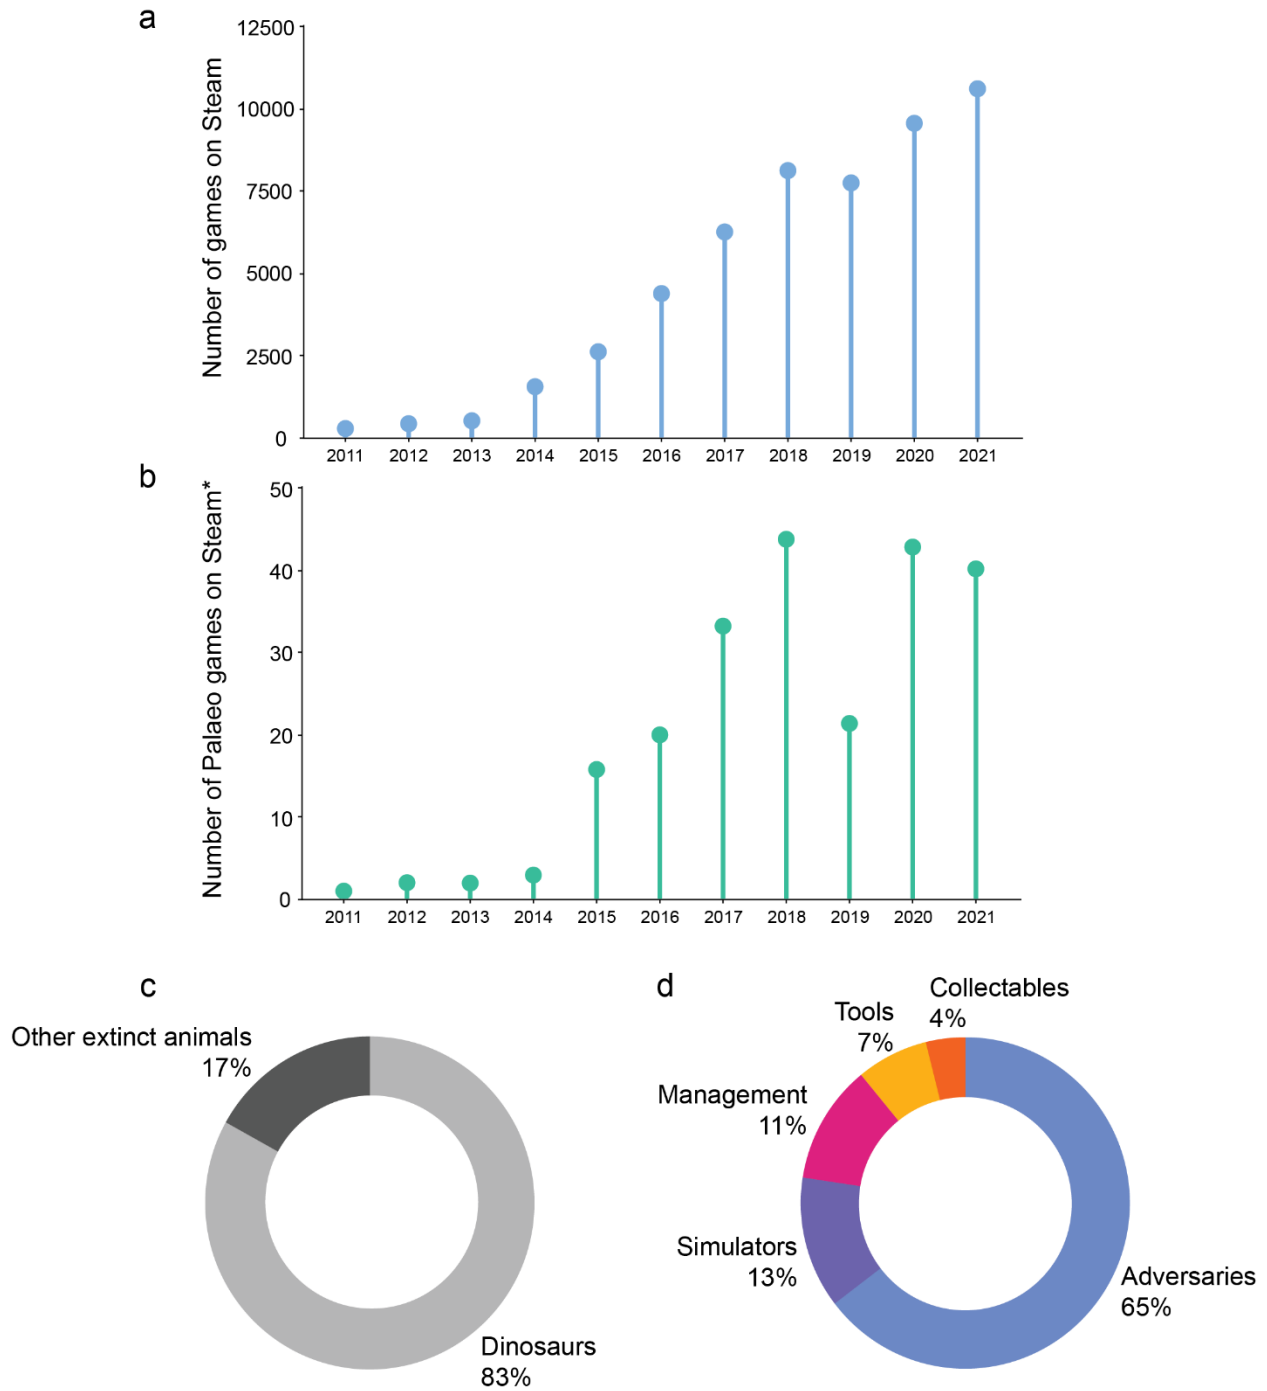 a
Number of games on Steam
12500
10000
7500
5000
2500
0
2011 2012 2013 2014 2015 2016 2017 2018 2019 2020 2021
b
Number of Palaeo games on Steam*
50
40
30
20
10
0
2011 2012 2013 2014 2015 2016 2017 2018 2019 2020 2021
c
Other extinct animals
17%
Dinosaurs
83%
d
Collectables
4%
Tools
7%
Management
11%
Simulators
13%
Adversaries
65%